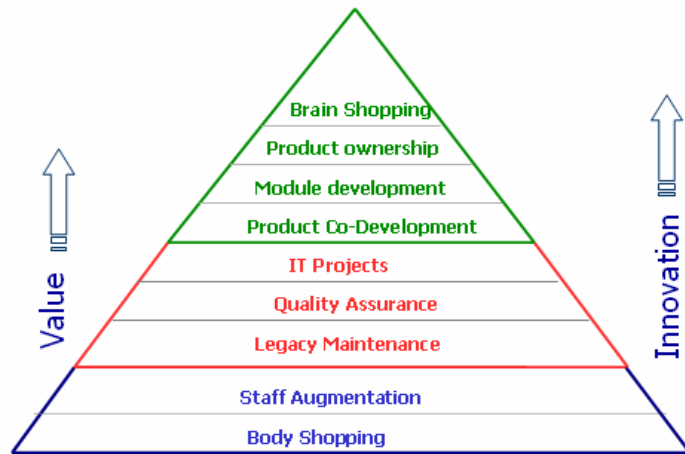 Brain Shopping
Product ownership
Module development
Product Co-Development
IT Projects
Quality Assurance
Legacy Maintenance
Staff Augmentation
Body Shopping
Value
Innovation